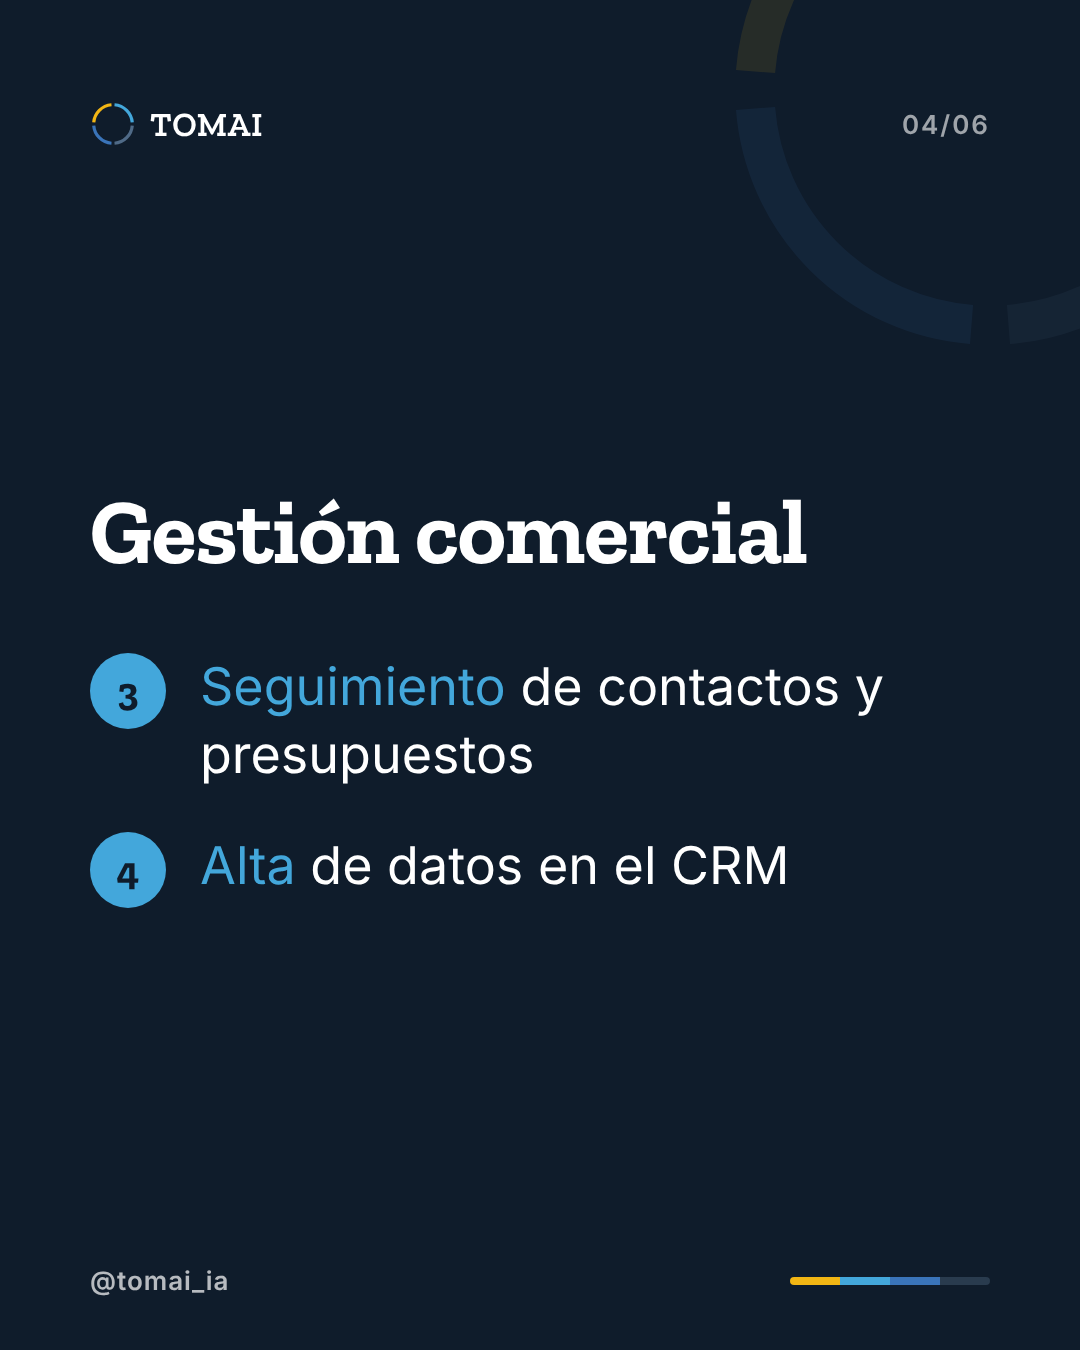 TOMAI
04/06
Gestión comercial
3
Seguimiento de contactos y
presupuestos
4
Alta de datos en el CRM
@tomai_ia